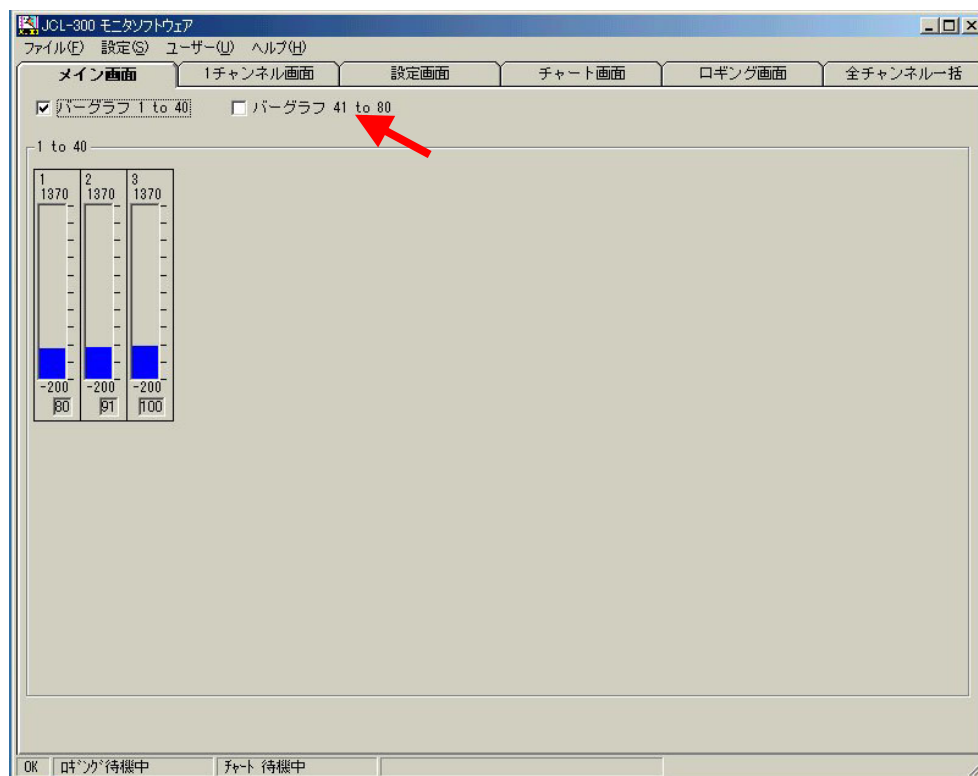 JCL-300 モニタソフトウェア
ファイル(F) 設定(S) ユーザー(U) ヘルプ(H)
メイン画面 1チャンネル画面 設定画面 チャート画面 ロギング画面 全チャンネル一括
バーグラフ 1 to 40 バーグラフ 41 to 80
1 to 40
1 2 3
1370 1370 1370
-200 -200 -200
80 91 100
OK ﾛｷﾞﾝｸﾞ待機中 ﾁｬｰﾄ 待機中